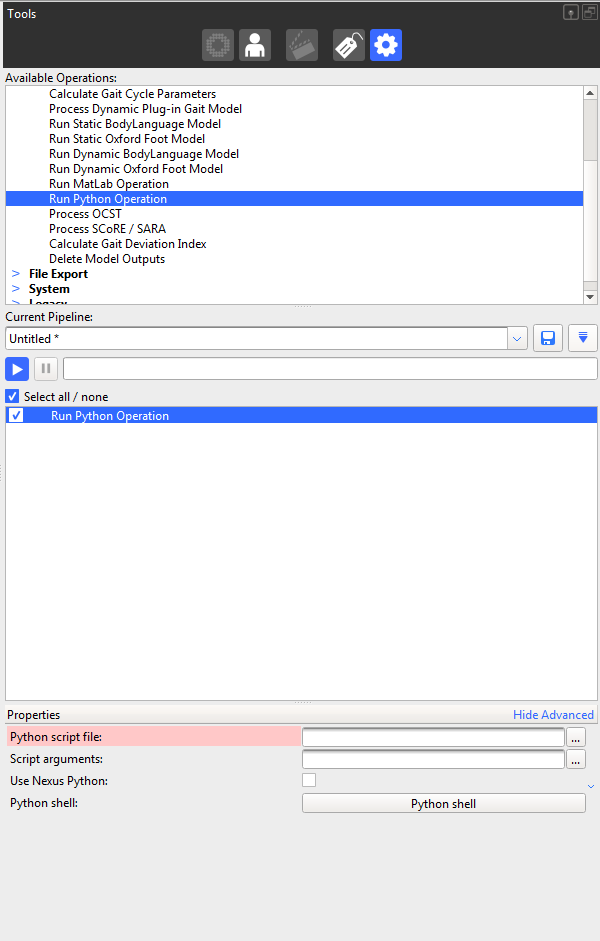 Tools
Available Operations:
Calculate Gait Cycle Parameters
Process Dynamic Plug-in Gait Model
Run Static BodyLanguage Model
Run Static Oxford Foot Model
Run Dynamic BodyLanguage Model
Run Dynamic Oxford Foot Model
Run MatLab Operation
Run Python Operation
Process OCST
Process SCoRE / SARA
Calculate Gait Deviation Index
Delete Model Outputs
> File Export
> System
> Legacy
Current Pipeline:
Untitled *
Select all / none
Run Python Operation
Properties Hide Advanced
Python script file: ...
Script arguments: ...
Use Nexus Python:
Python shell: Python shell